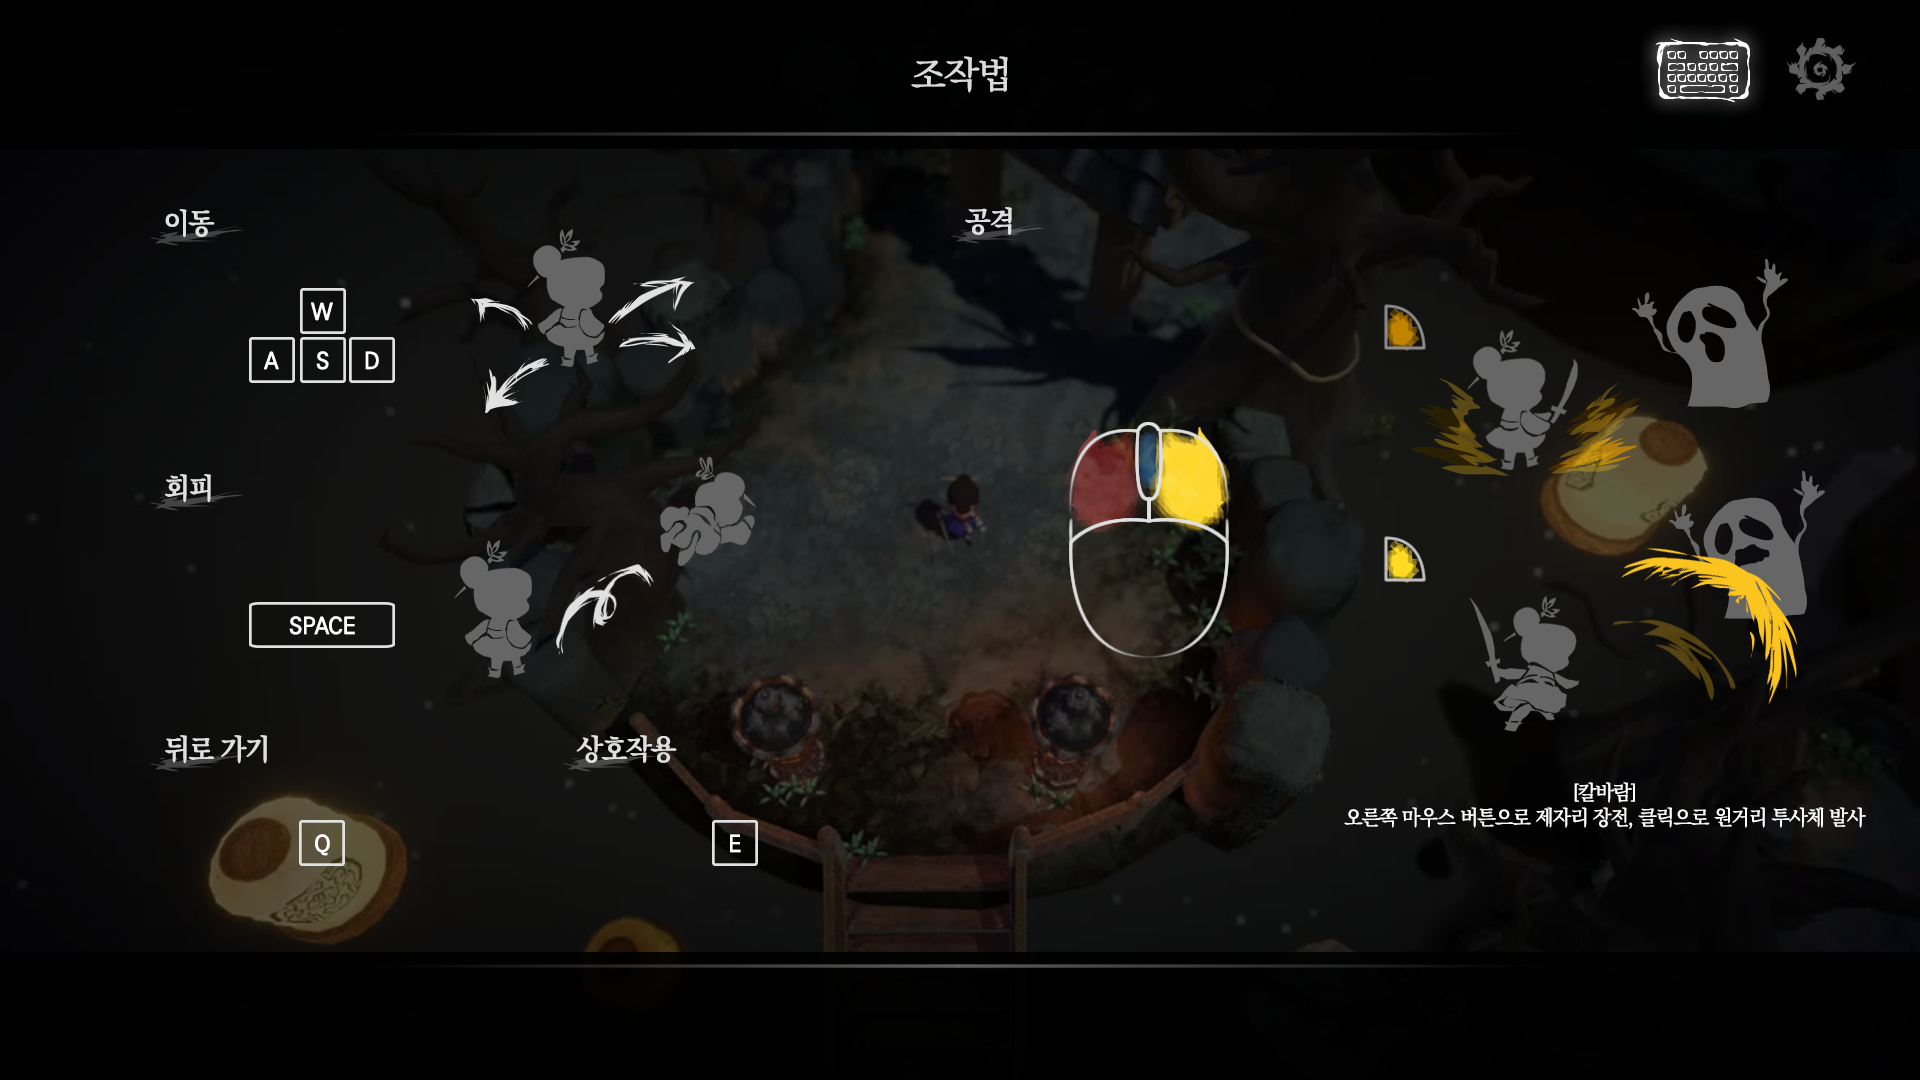 조작법
이동
W
A S D
회피
SPACE
뒤로 가기
Q
상호작용
E
공격
[칼바람]
오른쪽 마우스 버튼으로 제자리 장전, 클릭으로 원거리 투사체 발사